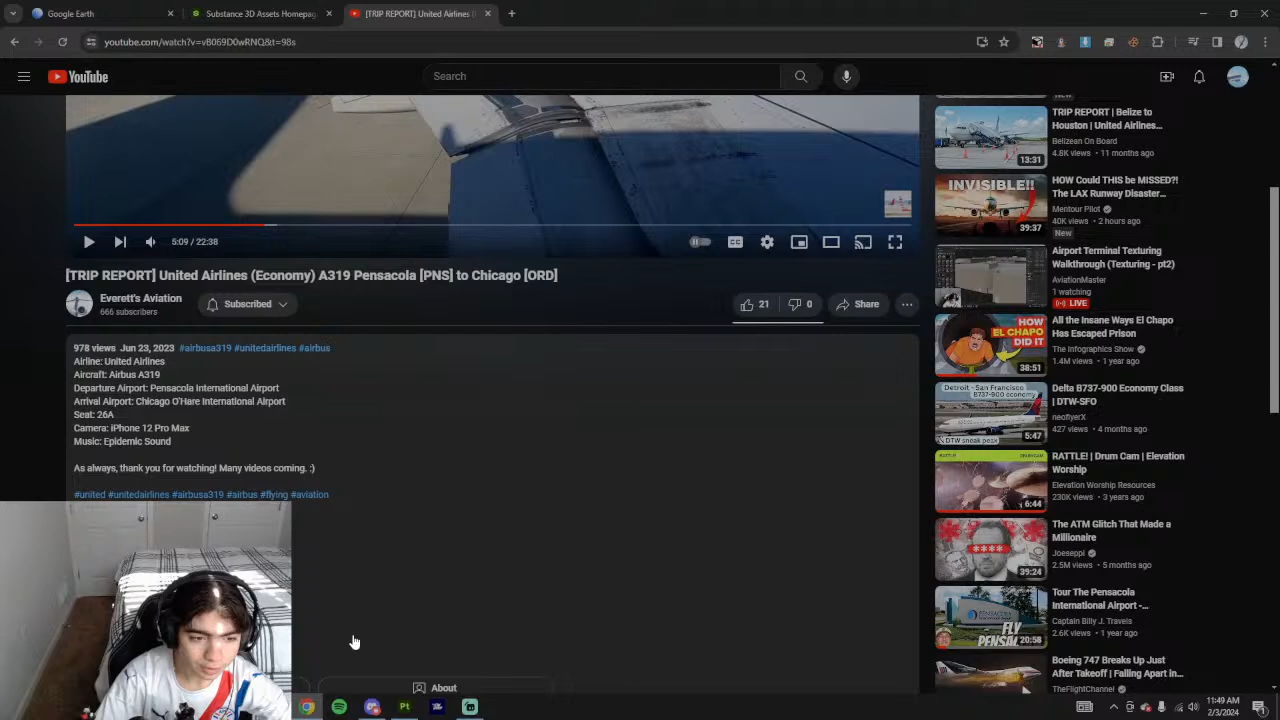 Google Earth
Substance 3D Assets Homepag
[TRIP REPORT] United Airlines (
youtube.com/watch?v=vB069D0wRNQ&t=98s
YouTube
Search
5:09 / 22:38
[TRIP REPORT] United Airlines (Economy) A319 - Pensacola [PNS] to Chicago [ORD]
Everett's Aviation
666 subscribers
Subscribed
21
0
Share
978 views Jun 23, 2023 #airbusa319 #unitedairlines #airbus
Airline: United Airlines
Aircraft: Airbus A319
Departure Airport: Pensacola International Airport
Arrival Airport: Chicago O'Hare International Airport
Seat: 26A
Camera: iPhone 12 Pro Max
Music: Epidemic Sound
As always, thank you for watching! Many videos coming. :)
#united #unitedairlines #airbusa319 #airbus #flying #aviation
About
New
TRIP REPORT | Belize to
Houston | United Airlines...
Belizean On Board
4.8K views • 11 months ago
13:31
INVISIBLE!!
HOW Could THIS be MISSED?!
The LAX Runway Disaster...
Mentour Pilot
40K views • 2 hours ago
New
39:37
Airport Terminal Texturing
Walkthrough (Texturing - pt2)
AviationMaster
1 watching
LIVE
HOW
EL CHAPO
DID IT
All the Insane Ways El Chapo
Has Escaped Prison
The Infographics Show
1.4M views • 1 year ago
38:51
Detroit - San Francisco
B737-900 economy
DTW sneak peak
Delta B737-900 Economy Class
| DTW-SFO
neoflyerX
427 views • 4 months ago
5:47
RATTLE! | Drum Cam | Elevation
Worship
Elevation Worship Resources
230K views • 3 years ago
6:44
The ATM Glitch That Made a
Millionaire
Joeseppi
2.5M views • 5 months ago
39:24
PENSACOLA
FLY
Tour The Pensacola
International Airport -...
Captain Billy J. Travels
2.6K views • 1 year ago
20:58
Boeing 747 Breaks Up Just
After Takeoff | Falling Apart in...
TheFlightChannel
11:49 AM
2/3/2024